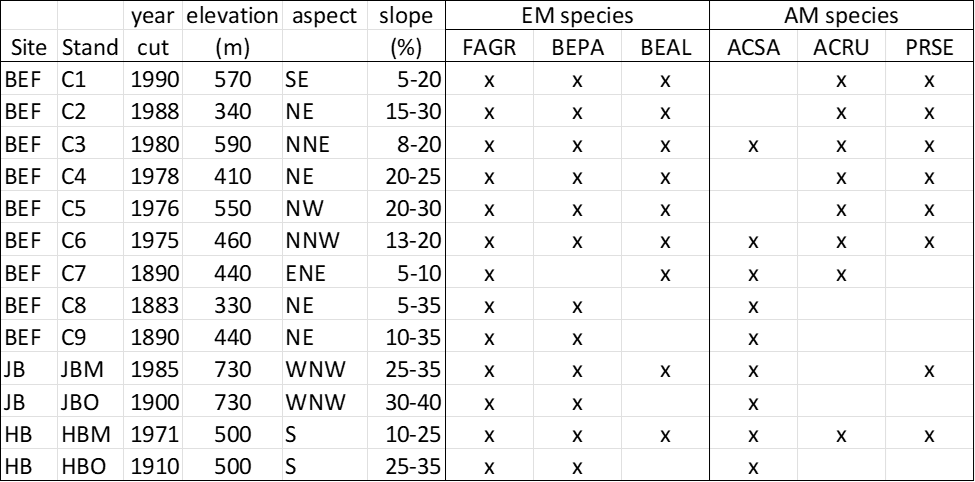 year elevation aspect slope EM species AM species
Site Stand cut (m) (%) FAGR BEPA BEAL ACSA ACRU PRSE
BEF C1 1990 570 SE 5-20 x x x x x
BEF C2 1988 340 NE 15-30 x x x x x
BEF C3 1980 590 NNE 8-20 x x x x x x
BEF C4 1978 410 NE 20-25 x x x x x
BEF C5 1976 550 NW 20-30 x x x x x
BEF C6 1975 460 NNW 13-20 x x x x x x
BEF C7 1890 440 ENE 5-10 x x x x
BEF C8 1883 330 NE 5-35 x x x
BEF C9 1890 440 NE 10-35 x x x
JB JBM 1985 730 WNW 25-35 x x x x x
JB JBO 1900 730 WNW 30-40 x x x
HB HBM 1971 500 S 10-25 x x x x x x
HB HBO 1910 500 S 25-35 x x x